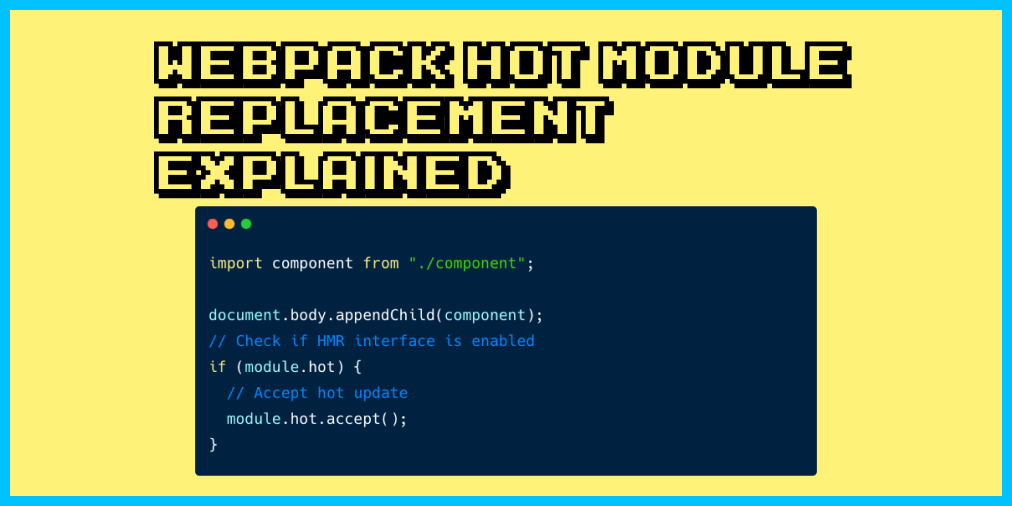 WEBPACK HOT MODULE
REPLACEMENT
EXPLAINED
import component from "./component";
document.body.appendChild(component);
// Check if HMR interface is enabled
if (module.hot) {
  // Accept hot update
  module.hot.accept();
}